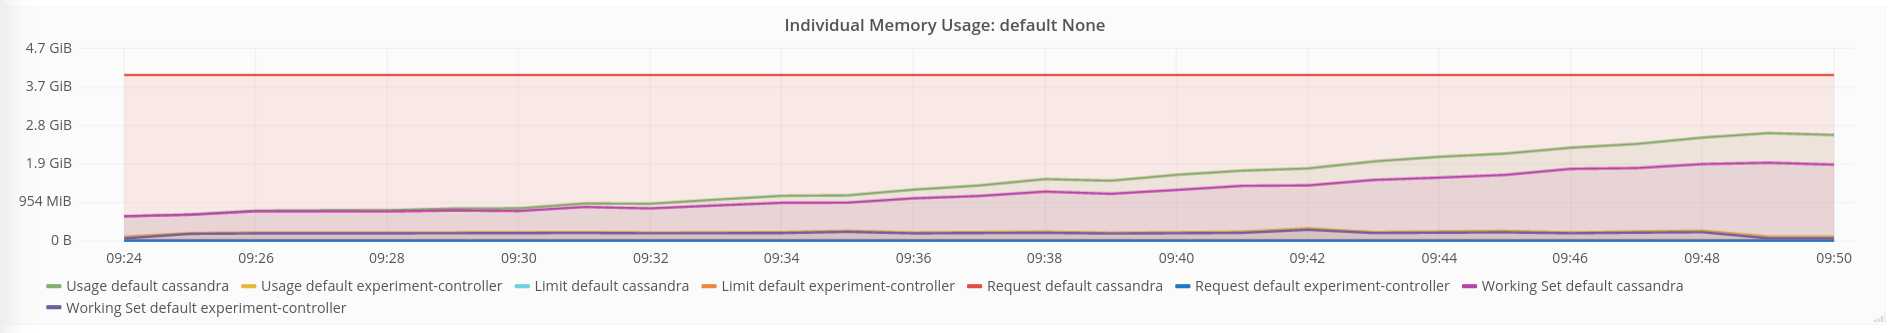 Individual Memory Usage: default None
4.7 GiB
3.7 GiB
2.8 GiB
1.9 GiB
954 MiB
0 B
09:24 09:26 09:28 09:30 09:32 09:34 09:36 09:38 09:40 09:42 09:44 09:46 09:48 09:50
Usage default cassandra Usage default experiment-controller Limit default cassandra Limit default experiment-controller Request default cassandra Request default experiment-controller Working Set default cassandra
Working Set default experiment-controller